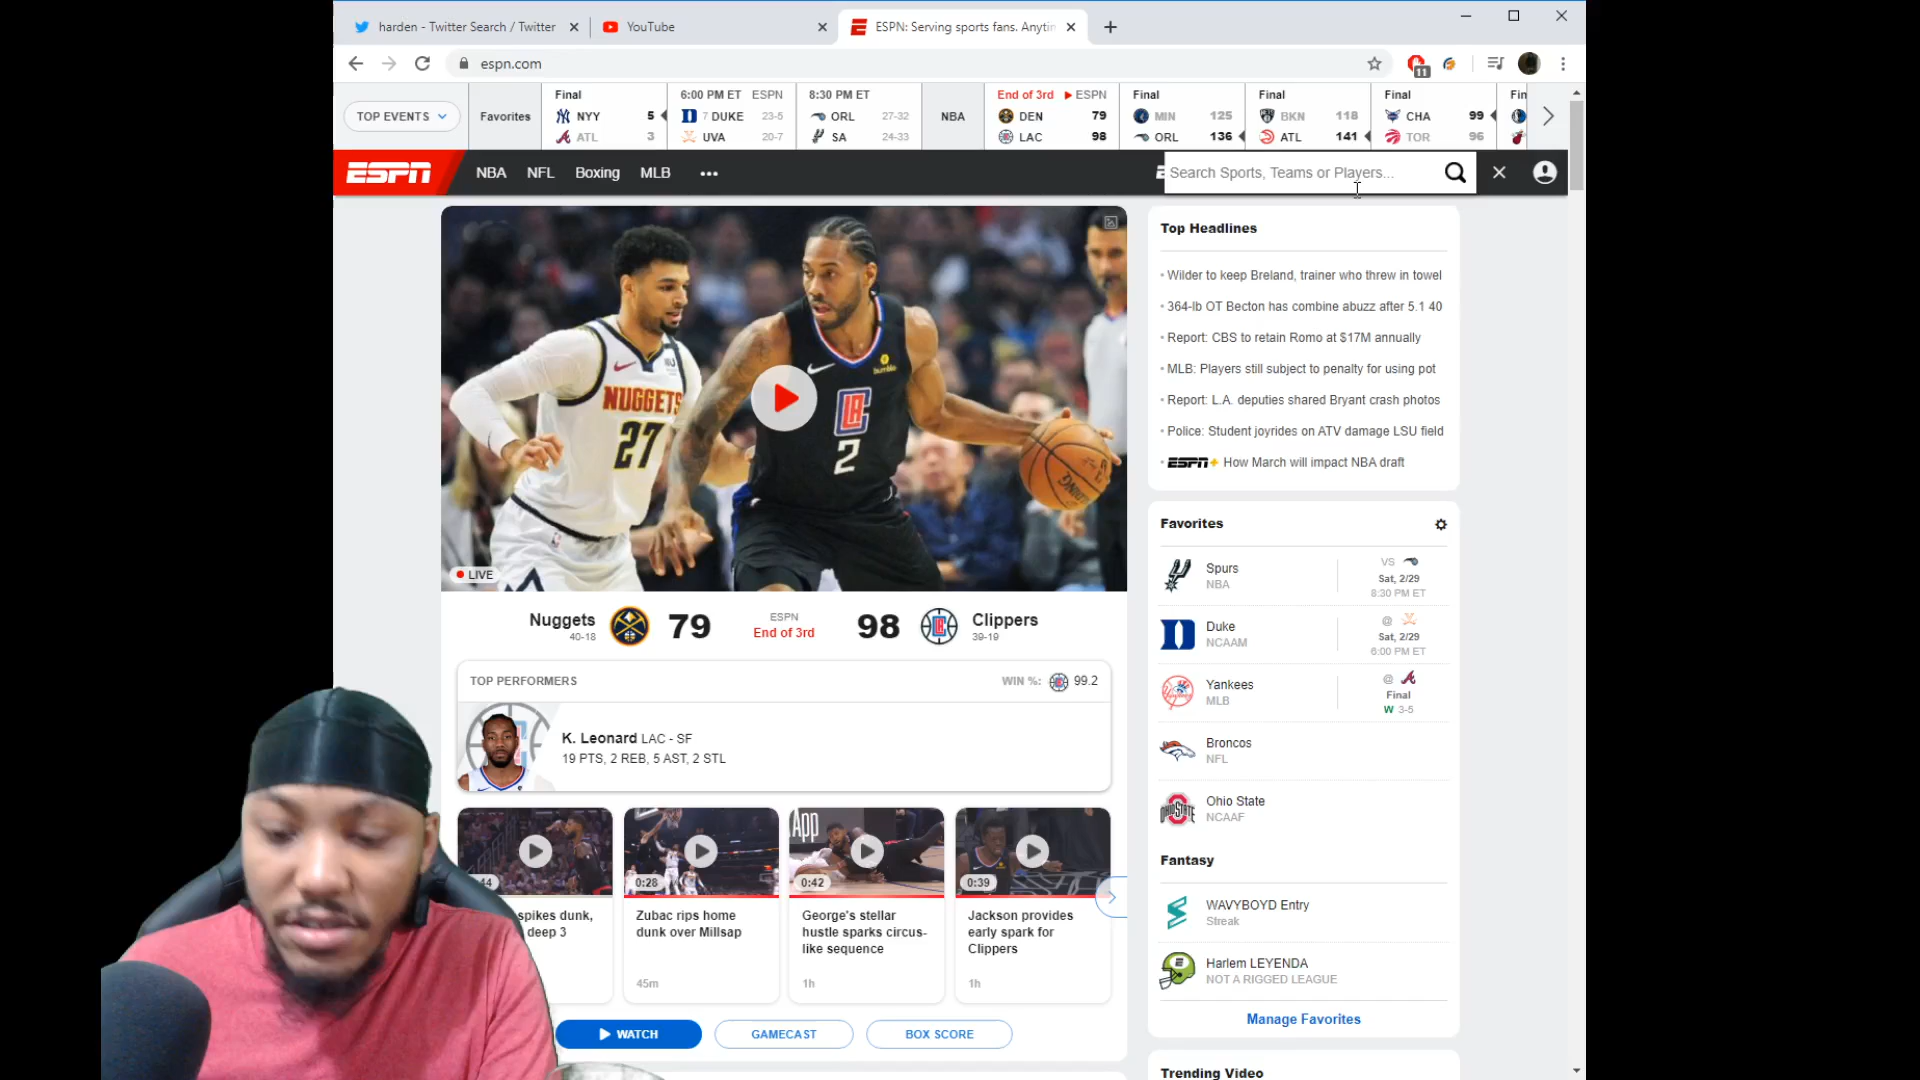 harden - Twitter Search / Twitter
YouTube
ESPN: Serving sports fans. Anytin
espn.com
11
TOP EVENTS
Favorites
Final
NYY 5
ATL 3
6:00 PM ET ESPN
7 DUKE 23-5
UVA 20-7
8:30 PM ET
ORL 27-32
SA 24-33
NBA
End of 3rd ESPN
DEN 79
LAC 98
Final
MIN 125
ORL 136
Final
BKN 118
ATL 141
Final
CHA 99
TOR 96
Fin
ESPN
NBA
NFL
Boxing
MLB
Search Sports, Teams or Players...
NUGGETS
27
bumble
LA
2
LIVE
Nuggets
40-18
79
ESPN
End of 3rd
98
Clippers
39-19
TOP PERFORMERS
WIN %: 99.2
K. Leonard LAC - SF
19 PTS, 2 REB, 5 AST, 2 STL
:44
spikes dunk,
deep 3
0:28
Zubac rips home
dunk over Millsap
45m
App
0:42
George's stellar
hustle sparks circus-
like sequence
1h
0:39
Jackson provides
early spark for
Clippers
1h
WATCH
GAMECAST
BOX SCORE
Top Headlines
Wilder to keep Breland, trainer who threw in towel
364-lb OT Becton has combine abuzz after 5.1 40
Report: CBS to retain Romo at $17M annually
MLB: Players still subject to penalty for using pot
Report: L.A. deputies shared Bryant crash photos
Police: Student joyrides on ATV damage LSU field
ESPN+ How March will impact NBA draft
Favorites
Spurs
NBA
VS
Sat, 2/29
8:30 PM ET
Duke
NCAAM
@
Sat, 2/29
6:00 PM ET
Yankees
MLB
@
Final
W 3-5
Broncos
NFL
OHIO STATE
Ohio State
NCAAF
Fantasy
WAVYBOYD Entry
Streak
Harlem LEYENDA
NOT A RIGGED LEAGUE
Manage Favorites
Trending Video